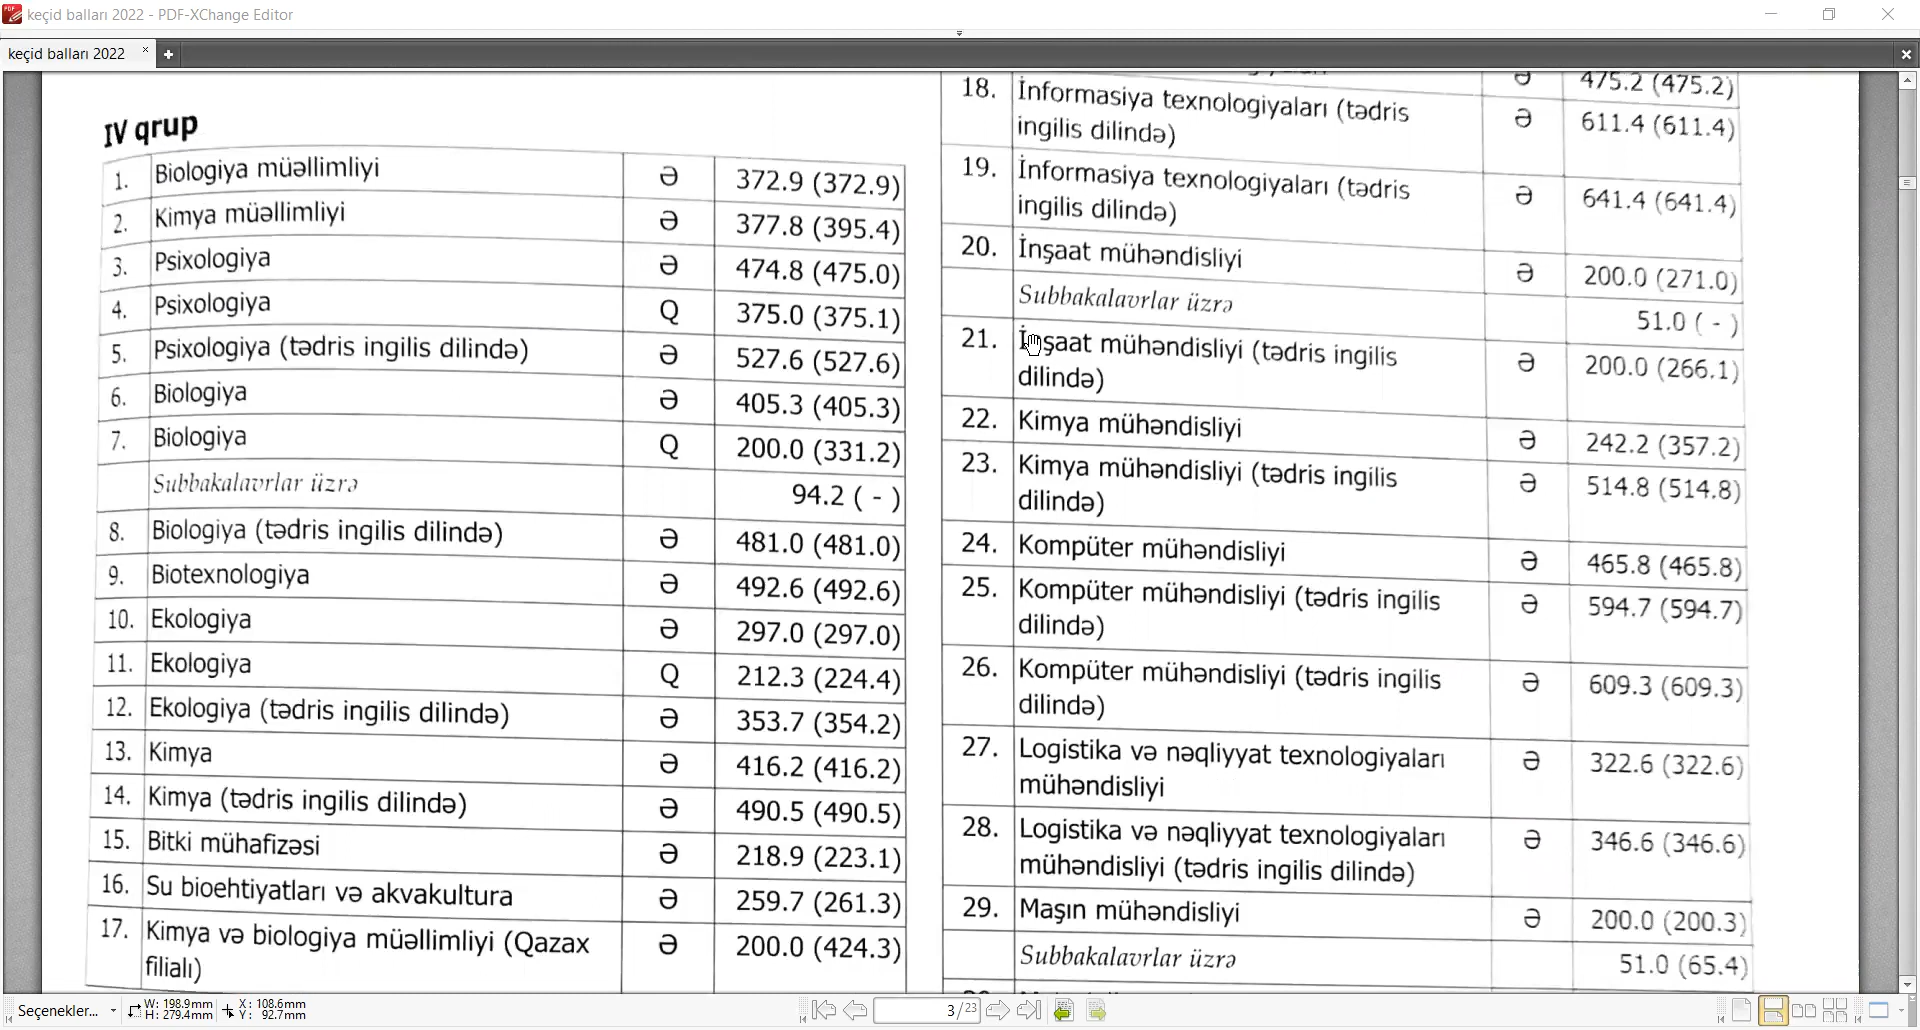 keçid balları 2022 - PDF-XChange Editor
keçid balları 2022
IV qrup
1. Biologiya müəllimliyi Ə 372.9 (372.9)
2. Kimya müəllimliyi Ə 377.8 (395.4)
3. Psixologiya Ə 474.8 (475.0)
4. Psixologiya Q 375.0 (375.1)
5. Psixologiya (tədris ingilis dilində) Ə 527.6 (527.6)
6. Biologiya Ə 405.3 (405.3)
7. Biologiya Q 200.0 (331.2)
Subbakalavrlar üzrə 94.2 ( - )
8. Biologiya (tədris ingilis dilində) Ə 481.0 (481.0)
9. Biotexnologiya Ə 492.6 (492.6)
10. Ekologiya Ə 297.0 (297.0)
11. Ekologiya Q 212.3 (224.4)
12. Ekologiya (tədris ingilis dilində) Ə 353.7 (354.2)
13. Kimya Ə 416.2 (416.2)
14. Kimya (tədris ingilis dilində) Ə 490.5 (490.5)
15. Bitki mühafizəsi Ə 218.9 (223.1)
16. Su bioehtiyatları və akvakultura Ə 259.7 (261.3)
17. Kimya və biologiya müəllimliyi (Qazax Ə 200.0 (424.3)
filialı)
Ə 475.2 (475.2)
18. İnformasiya texnologiyaları (tədris Ə 611.4 (611.4)
ingilis dilində)
19. İnformasiya texnologiyaları (tədris Ə 641.4 (641.4)
ingilis dilində)
20. İnşaat mühəndisliyi Ə 200.0 (271.0)
Subbakalavrlar üzrə 51.0 ( - )
21. İnşaat mühəndisliyi (tədris ingilis Ə 200.0 (266.1)
dilində)
22. Kimya mühəndisliyi Ə 242.2 (357.2)
23. Kimya mühəndisliyi (tədris ingilis Ə 514.8 (514.8)
dilində)
24. Kompüter mühəndisliyi Ə 465.8 (465.8)
25. Kompüter mühəndisliyi (tədris ingilis Ə 594.7 (594.7)
dilində)
26. Kompüter mühəndisliyi (tədris ingilis Ə 609.3 (609.3)
dilində)
27. Logistika və nəqliyyat texnologiyaları Ə 322.6 (322.6)
mühəndisliyi
28. Logistika və nəqliyyat texnologiyaları Ə 346.6 (346.6)
mühəndisliyi (tədris ingilis dilində)
29. Maşın mühəndisliyi Ə 200.0 (200.3)
Subbakalavrlar üzrə 51.0 (65.4)
Seçenekler...
W: 198.9mm X: 108.6mm
H: 279.4mm Y: 92.7mm
3 /23